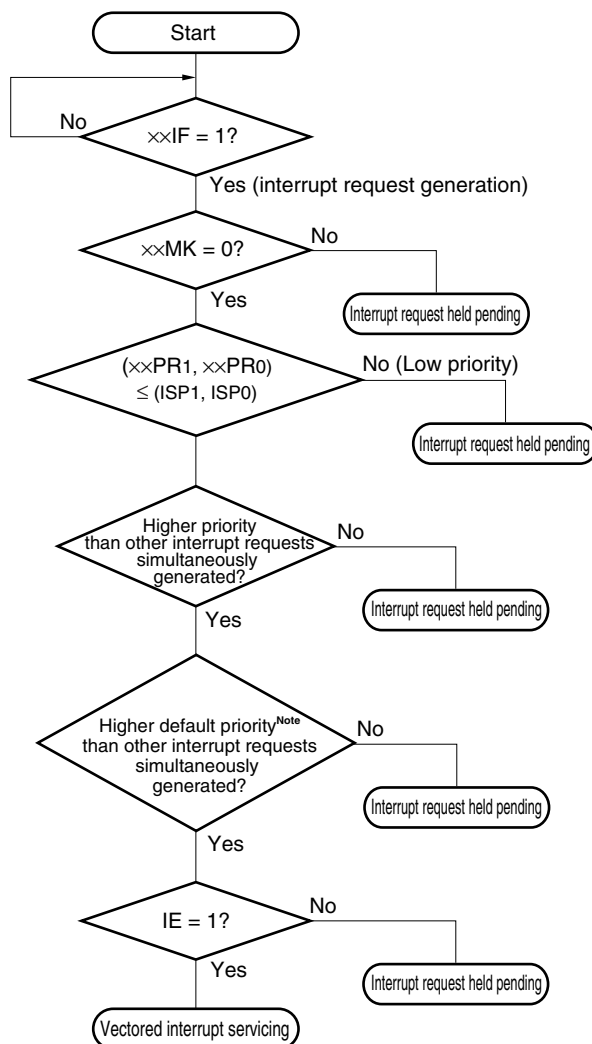 Start
No
××IF = 1?
Yes (interrupt request generation)
××MK = 0?
No
Yes
Interrupt request held pending
(××PR1, ××PR0)
≤ (ISP1, ISP0)
No (Low priority)
Interrupt request held pending
Higher priority
than other interrupt requests
simultaneously
generated?
No
Interrupt request held pending
Yes
Higher default priorityNote
than other interrupt requests
simultaneously
generated?
No
Interrupt request held pending
Yes
IE = 1?
No
Yes
Interrupt request held pending
Vectored interrupt servicing